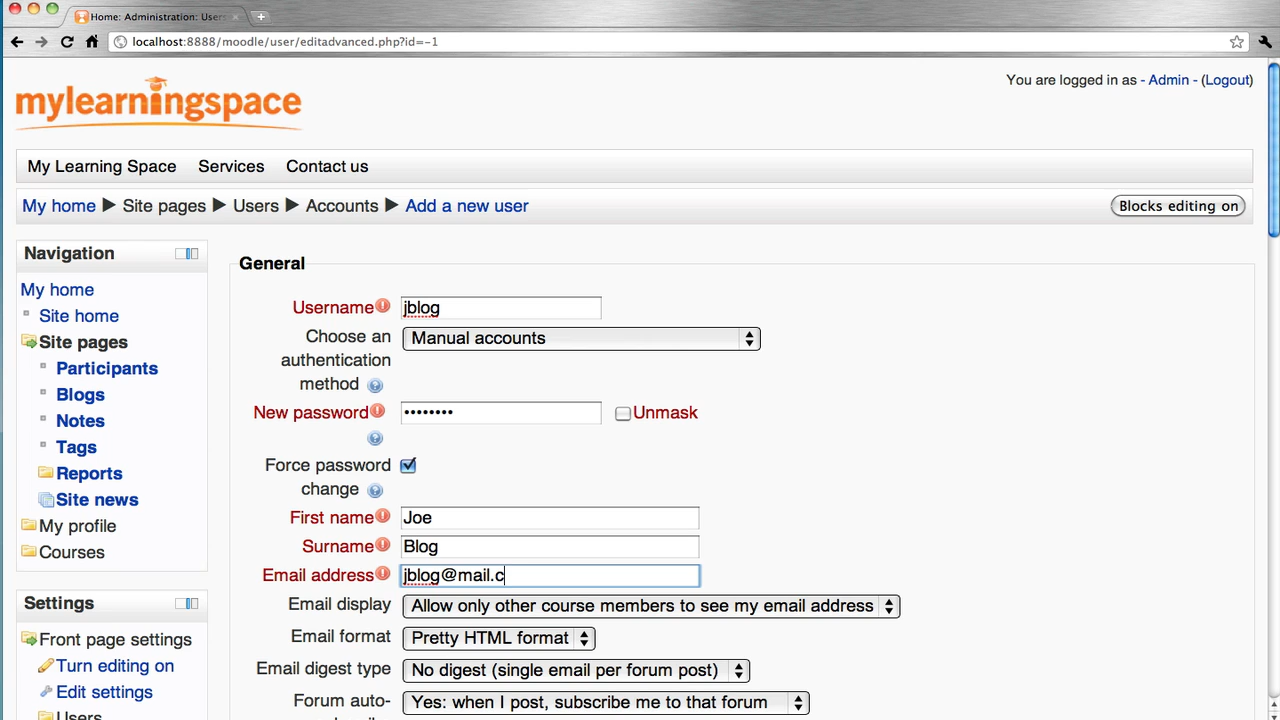 Home: Administration: Users
localhost:8888/moodle/user/editadvanced.php?id=-1
mylearningspace
You are logged in as - Admin - (Logout)
My Learning Space Services Contact us
My home ► Site pages ► Users ► Accounts ► Add a new user
Blocks editing on
Navigation
My home
Site home
Site pages
Participants
Blogs
Notes
Tags
Reports
Site news
My profile
Courses
Settings
Front page settings
Turn editing on
Edit settings
Users
General
Username jblog
Choose an
authentication
method
Manual accounts
New password ••••••••
Unmask
Force password
change
First name Joe
Surname Blog
Email address jblog@mail.c
Email display Allow only other course members to see my email address
Email format Pretty HTML format
Email digest type No digest (single email per forum post)
Forum auto-
Yes: when I post, subscribe me to that forum